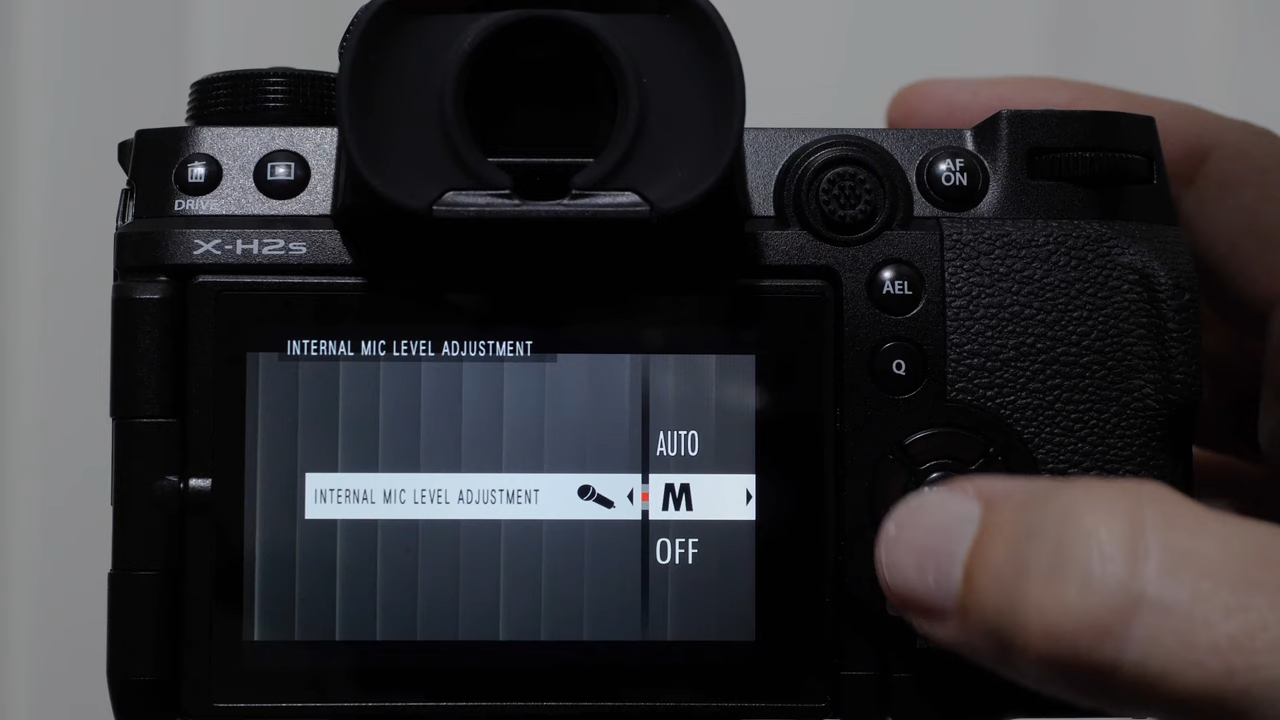 DRIVE
X-H2S
AF
ON
AEL
Q
INTERNAL MIC LEVEL ADJUSTMENT
AUTO
INTERNAL MIC LEVEL ADJUSTMENT
M
OFF